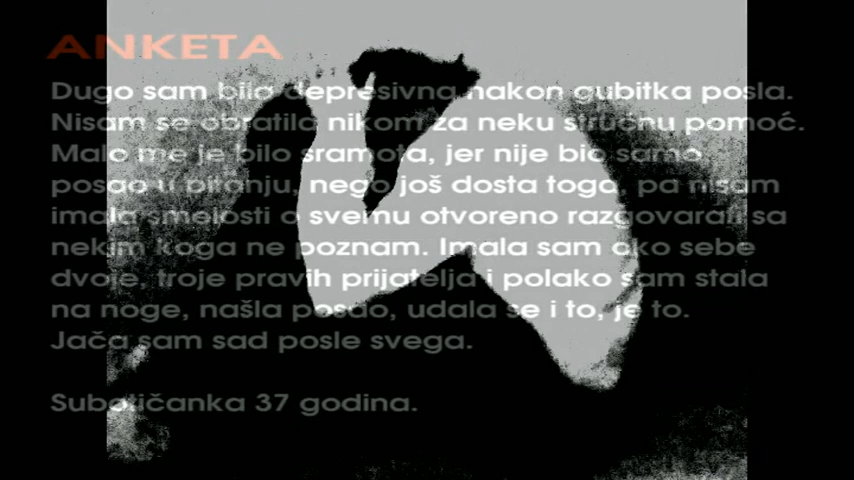 ANKETA
Dugo sam bila depresivna nakon gubitka posla.
Nisam se obratila nikom za neku stručnu pomoć.
Malo me je bilo sramota, jer nije bio samo
posao u pitanju, nego još dosta toga, pa nisam
imala smelosti o svemu otvoreno razgovarati sa
nekim koga ne poznam. Imala sam oko sebe
dvoje, troje pravih prijatelja i polako sam stala
na noge, našla posao, udala se i to, je to.
Jača sam sad posle svega.
Subotičanka 37 godina.